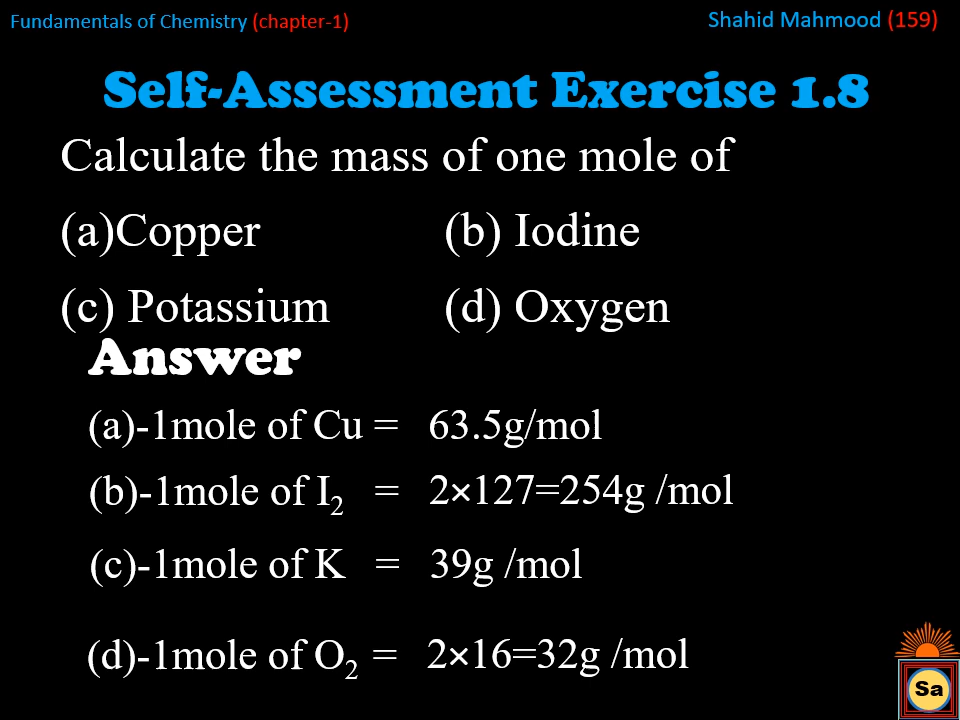 Fundamentals of Chemistry (chapter-1)
Shahid Mahmood (159)
Self-Assessment Exercise 1.8
Calculate the mass of one mole of
(a)Copper (b) Iodine
(c) Potassium (d) Oxygen
Answer
(a)-1mole of Cu = 63.5g/mol
(b)-1mole of I₂ = 2×127=254g /mol
(c)-1mole of K = 39g /mol
(d)-1mole of O₂ = 2×16=32g /mol
Sa